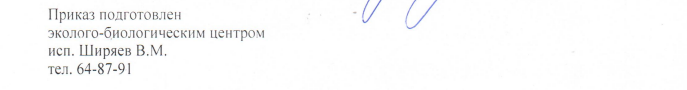 Приказ подготовлен
эколого-биологическим центром
исп. Ширяев В.М.
тел. 64-87-91